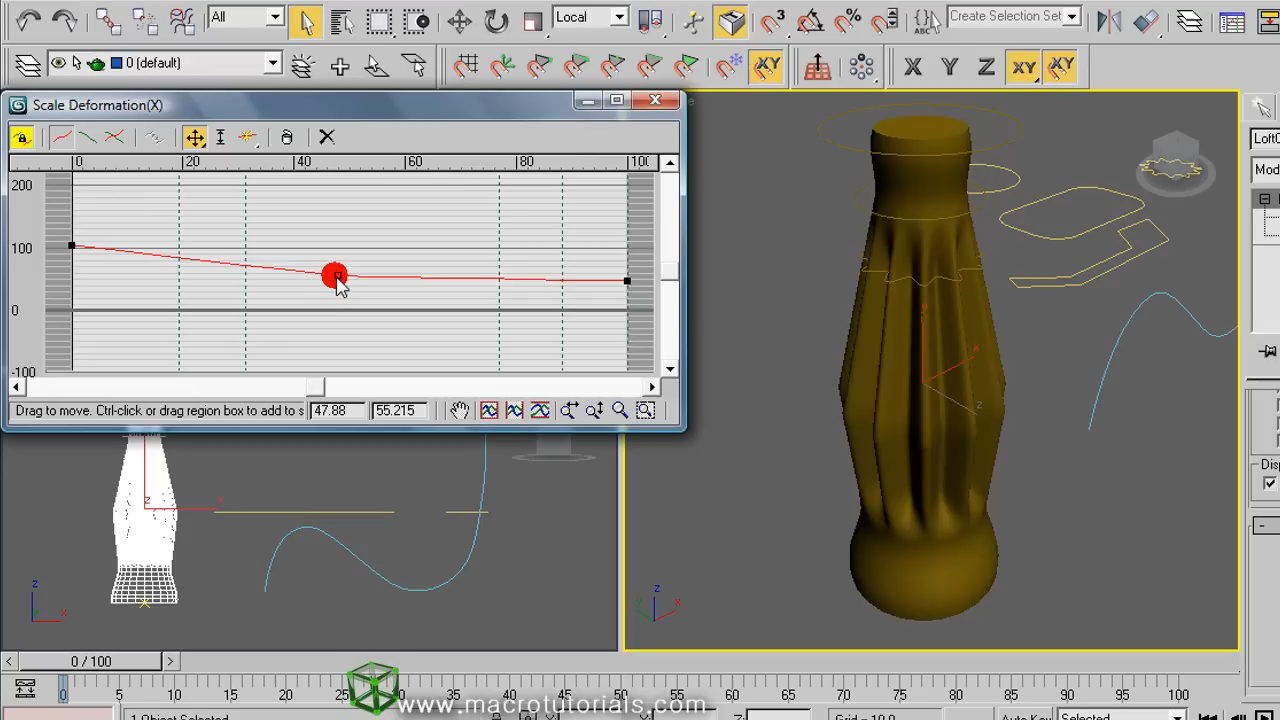 All
Local
ABC
Create Selection Set
0 (default)
X Y Z XY XY
Scale Deformation(X)
0 20 40 60 80 100
200
100
0
-100
LoftO
Mod
Drag to move. Ctrl-click or drag region box to add to s 47.88 55.215
y
x
z
Disp
z
x
z
x
z
x
y
0 / 100
0 5 10 15 20 25 30 35 40 45 50 55 60 65 70 75 80 85 90 95 100
www.macrotutorials.com
1 Object Selected
Z:
Grid = 10.0
Auto Key
Selected